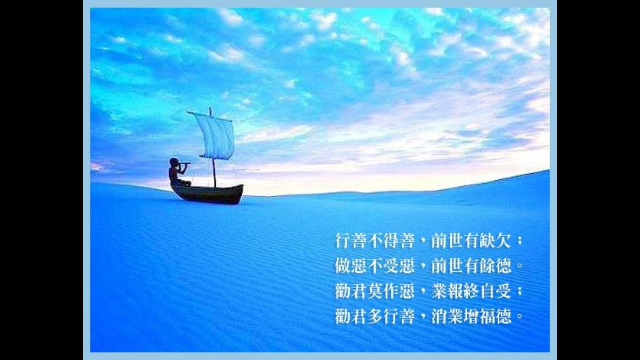 行善不得善，前世有缺欠；
做惡不受惡，前世有餘德。
勸君莫作惡，業報終自受；
勸君多行善，消業增福德。